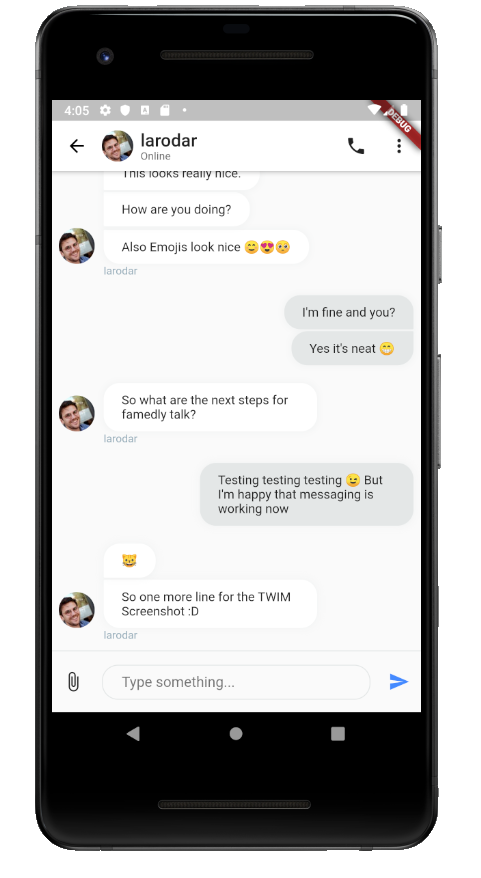 4:05
DEBUG
larodar
Online
This looks really nice.
How are you doing?
Also Emojis look nice 😊😍🥺
larodar
I'm fine and you?
Yes it's neat 😁
So what are the next steps for
famedly talk?
larodar
Testing testing testing 😉 But
I'm happy that messaging is
working now
😺
So one more line for the TWIM
Screenshot :D
larodar
Type something...